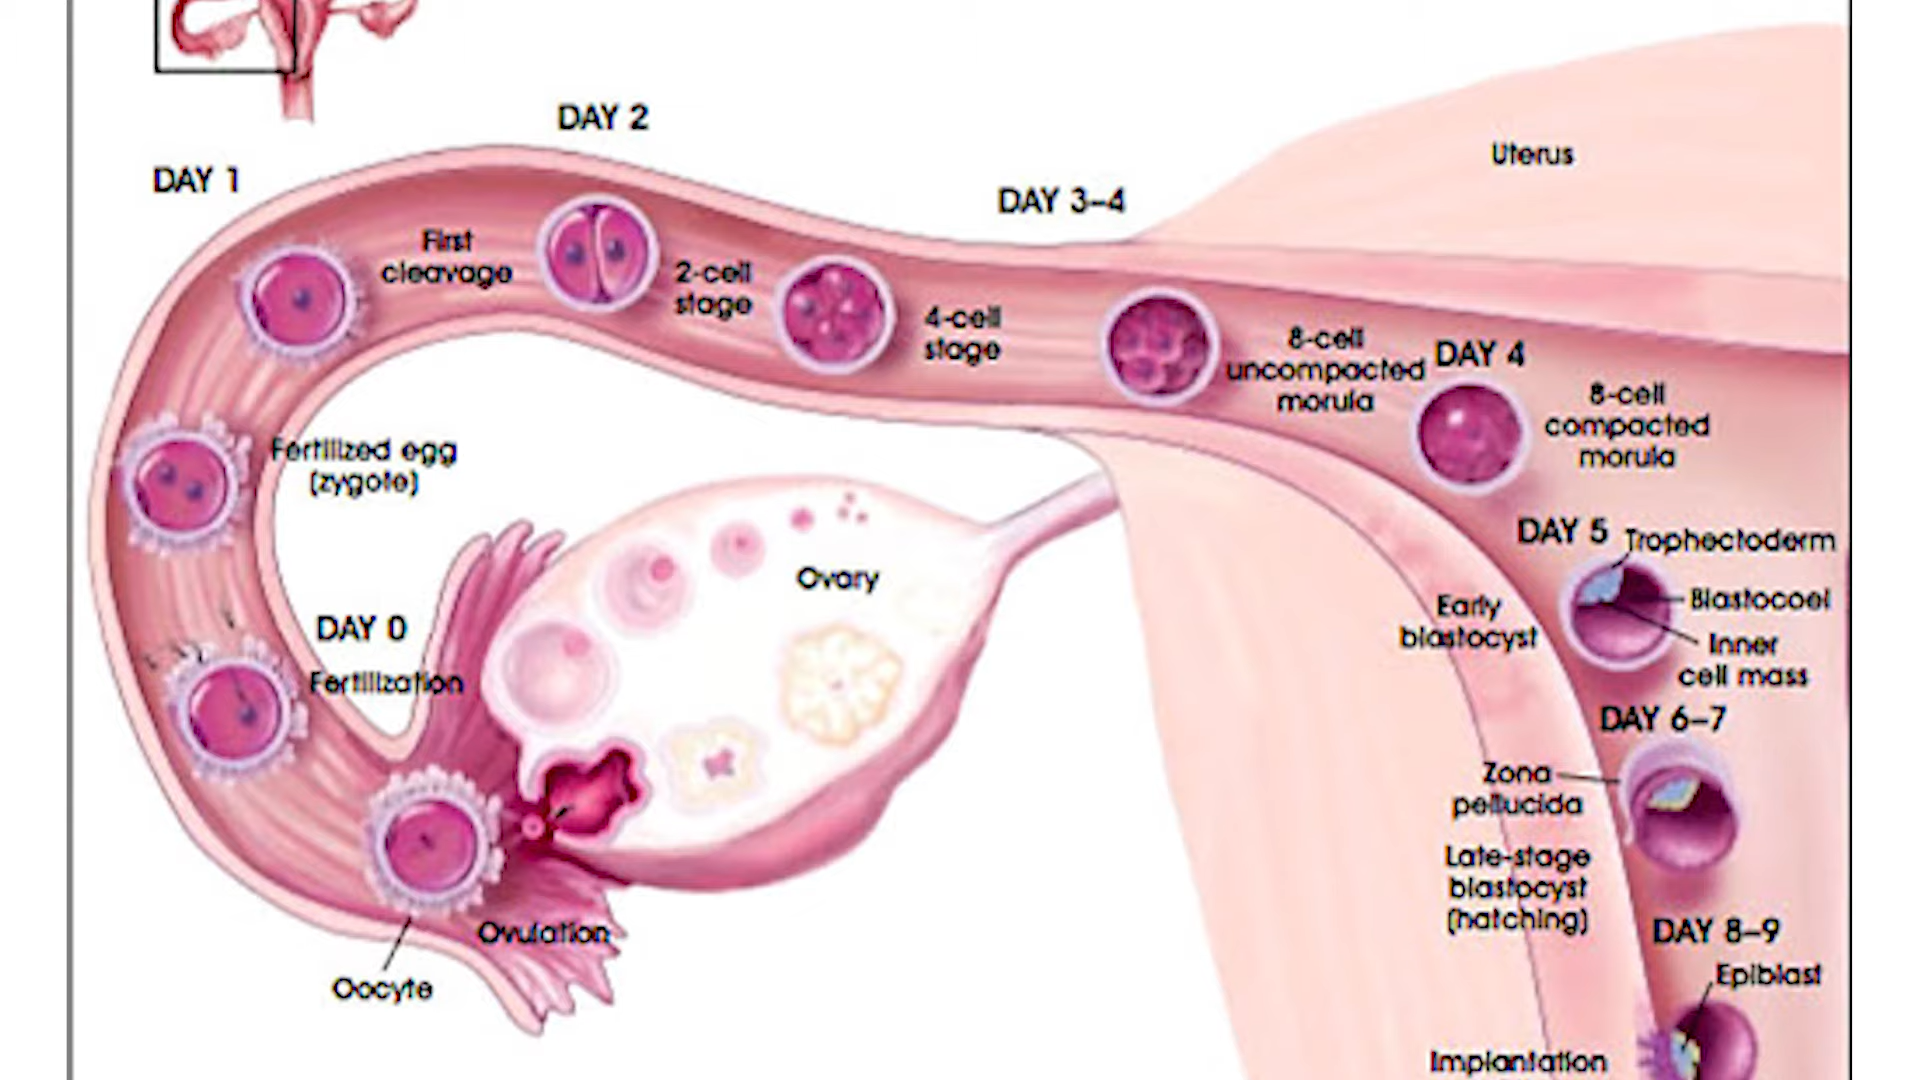 DAY 2
DAY 1
DAY 3–4
Uterus
First
cleavage
2-cell
stage
4-cell
stage
8-cell
uncompacted
morula
DAY 4
8-cell
compacted
morula
Fertilized egg
(zygote)
DAY 5
Trophectoderm
Blastocoel
Inner
cell mass
Early
blastocyst
Ovary
DAY 0
Fertilization
DAY 6–7
Zona
pellucida
Late-stage
blastocyst
(hatching)
Ovulation
Oocyte
DAY 8–9
Epiblast
Implantation